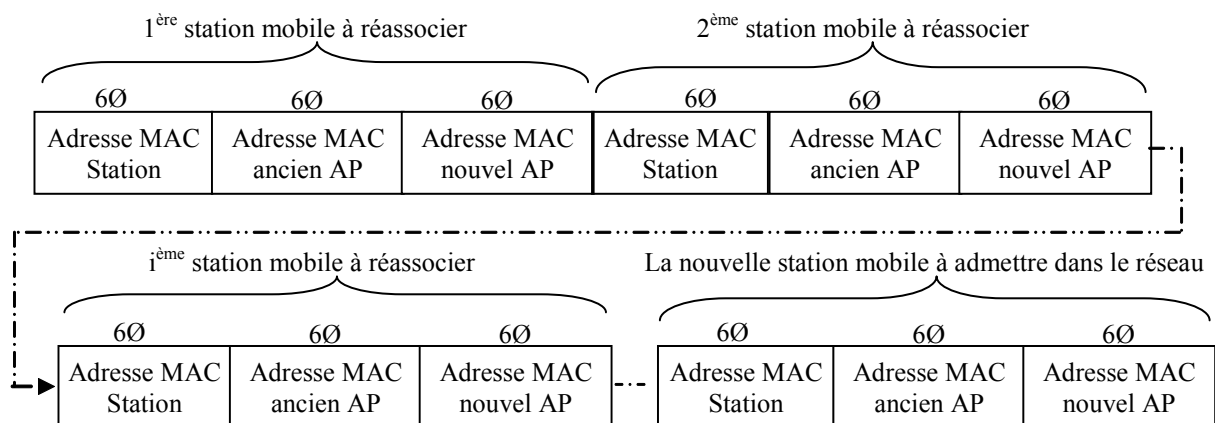 1ère station mobile à réassocier 2ème station mobile à réassocier
6Ø 6Ø 6Ø 6Ø 6Ø 6Ø
Adresse MAC Station Adresse MAC ancien AP Adresse MAC nouvel AP Adresse MAC Station Adresse MAC ancien AP Adresse MAC nouvel AP
ième station mobile à réassocier La nouvelle station mobile à admettre dans le réseau
6Ø 6Ø 6Ø 6Ø 6Ø 6Ø
Adresse MAC Station Adresse MAC ancien AP Adresse MAC nouvel AP Adresse MAC Station Adresse MAC ancien AP Adresse MAC nouvel AP